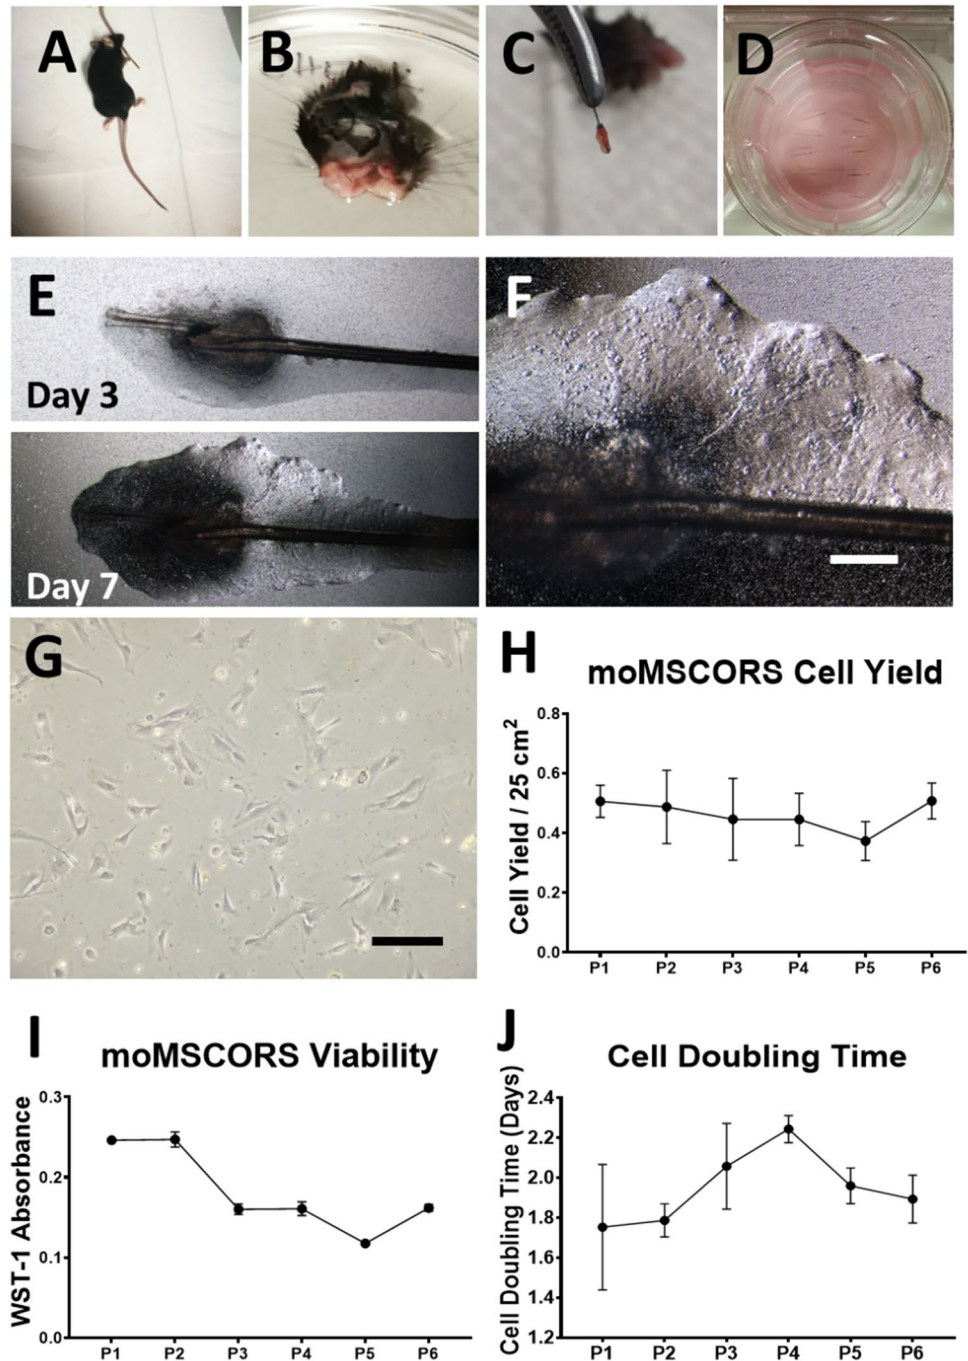 A
B
C
D
E
Day 3
Day 7
F
G
H
moMSCORS Cell Yield
Cell Yield / 25 cm²
0.8
0.6
0.4
0.2
0.0
P1 P2 P3 P4 P5 P6
I
moMSCORS Viability
WST-1 Absorbance
0.3
0.2
0.1
0.0
P1 P2 P3 P4 P5 P6
J
Cell Doubling Time
Cell Doubling Time (Days)
2.4
2.2
2.0
1.8
1.6
1.4
1.2
P1 P2 P3 P4 P5 P6